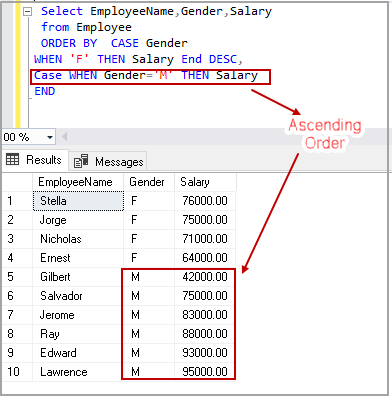 Select EmployeeName,Gender,Salary
from Employee
ORDER BY CASE Gender
WHEN 'F' THEN Salary End DESC,
Case WHEN Gender='M' THEN Salary
END
Ascending
Order
00 %
Results Messages
EmployeeName Gender Salary
1 Stella F 76000.00
2 Jorge F 75000.00
3 Nicholas F 71000.00
4 Ernest F 64000.00
5 Gilbert M 42000.00
6 Salvador M 75000.00
7 Jerome M 83000.00
8 Ray M 88000.00
9 Edward M 93000.00
10 Lawrence M 95000.00